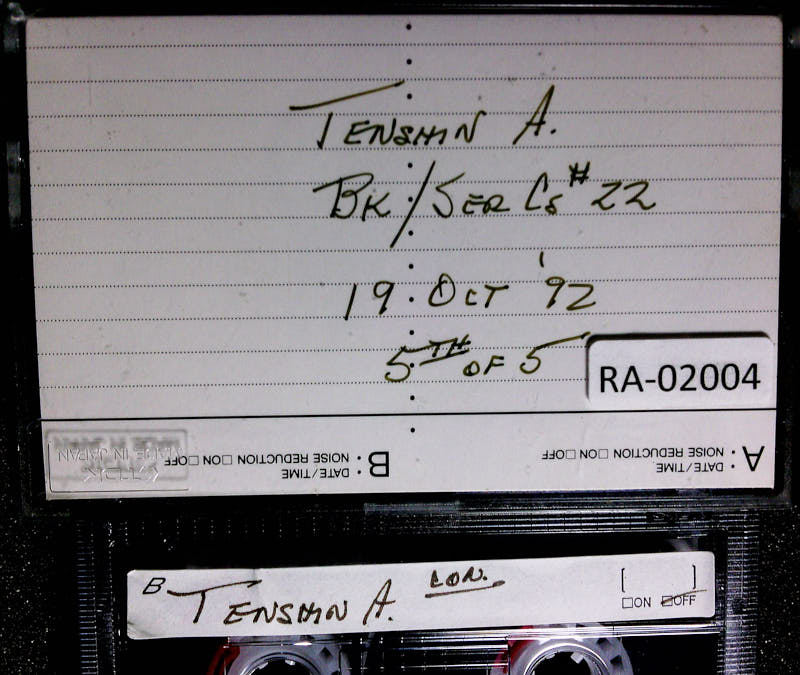 TENSHIN A.
BK/SER CS #22
19 OCT '92
5TH OF 5
RA-02004
A • DATE/TIME
• NOISE REDUCTION □ON □OFF
B • DATE/TIME
• NOISE REDUCTION □ON □OFF
TDK
MADE IN JAPAN
B TENSHIN A. CON.
[ ]
□ON □OFF